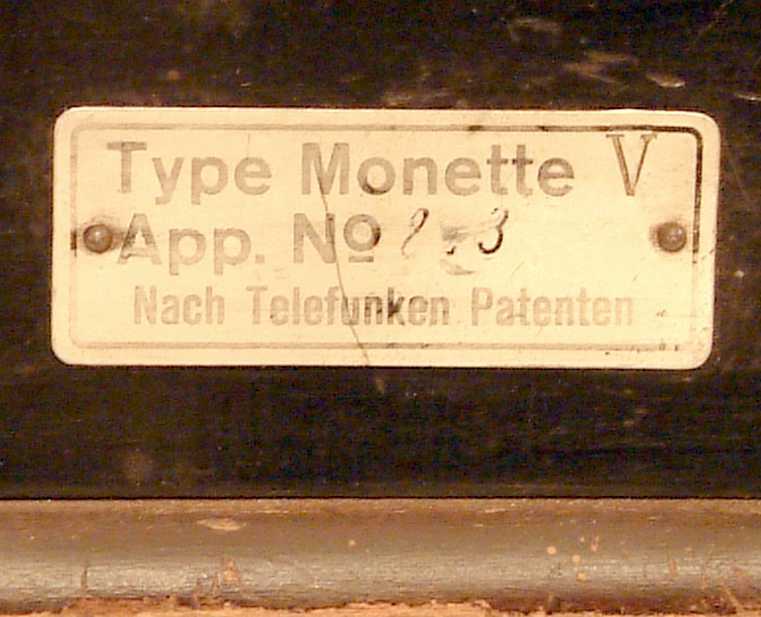 Type Monette V
App. Nº
Nach Telefunken Patenten